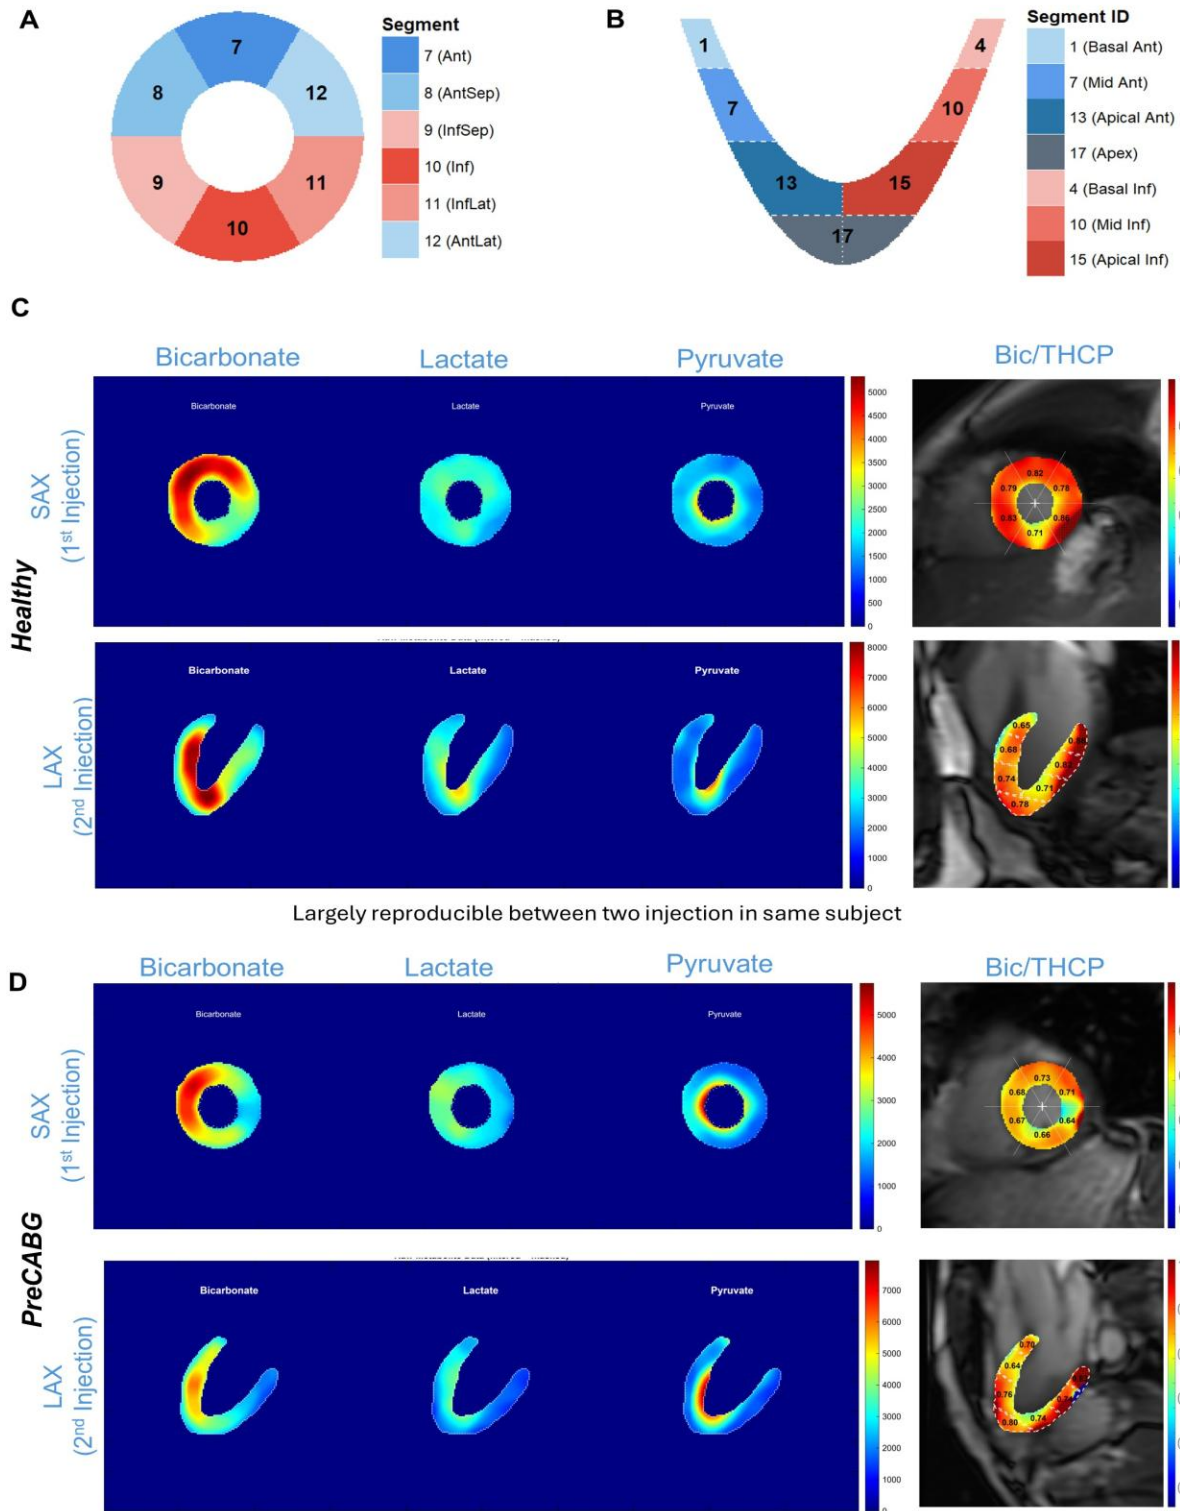 A
7
8
12
9
11
10
Segment
7 (Ant)
8 (AntSep)
9 (InfSep)
10 (Inf)
11 (InfLat)
12 (AntLat)
B
1
4
7
10
13
15
17
Segment ID
1 (Basal Ant)
7 (Mid Ant)
13 (Apical Ant)
17 (Apex)
4 (Basal Inf)
10 (Mid Inf)
15 (Apical Inf)
C
Bicarbonate Lactate Pyruvate Bic/THCP
Healthy
SAX
(1st Injection)
Bicarbonate Lactate Pyruvate
5000
4500
4000
3500
3000
2500
2000
1500
1000
500
0
0.82
0.79 0.78
0.83 0.86
0.71
LAX
(2nd Injection)
Bicarbonate Lactate Pyruvate
8000
7000
6000
5000
4000
3000
2000
1000
0
0.65
0.68
0.74
0.78
0.71
0.83
Largely reproducible between two injection in same subject
D
Bicarbonate Lactate Pyruvate Bic/THCP
PreCABG
SAX
(1st Injection)
Bicarbonate Lactate Pyruvate
5000
4000
3000
2000
1000
0
0.73
0.68 0.71
0.67 0.64
0.66
LAX
(2nd Injection)
Bicarbonate Lactate Pyruvate
7000
6000
5000
4000
3000
2000
1000
0
0.70
0.64
0.76
0.80
0.74